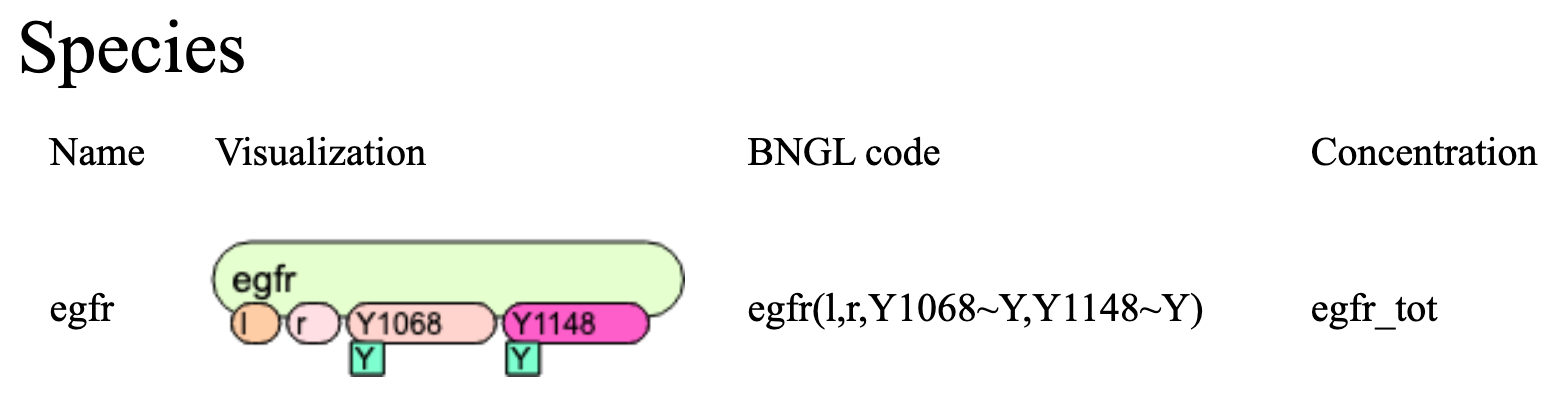 Species
Name Visualization BNGL code Concentration
egfr
egfr egfr(l,r,Y1068~Y,Y1148~Y) egfr_tot
l r Y1068 Y1148
Y Y